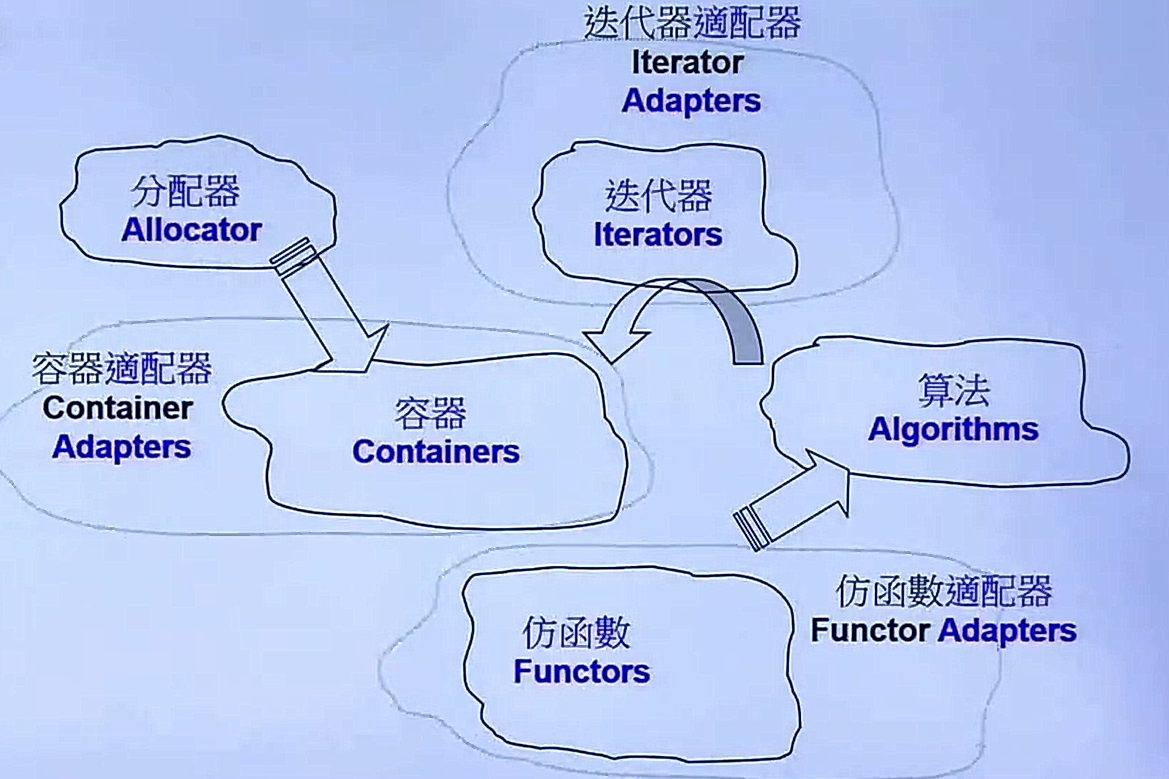 迭代器適配器
Iterator
Adapters
分配器
Allocator
迭代器
Iterators
容器適配器
Container
Adapters
容器
Containers
算法
Algorithms
仿函數
Functors
仿函數適配器
Functor Adapters